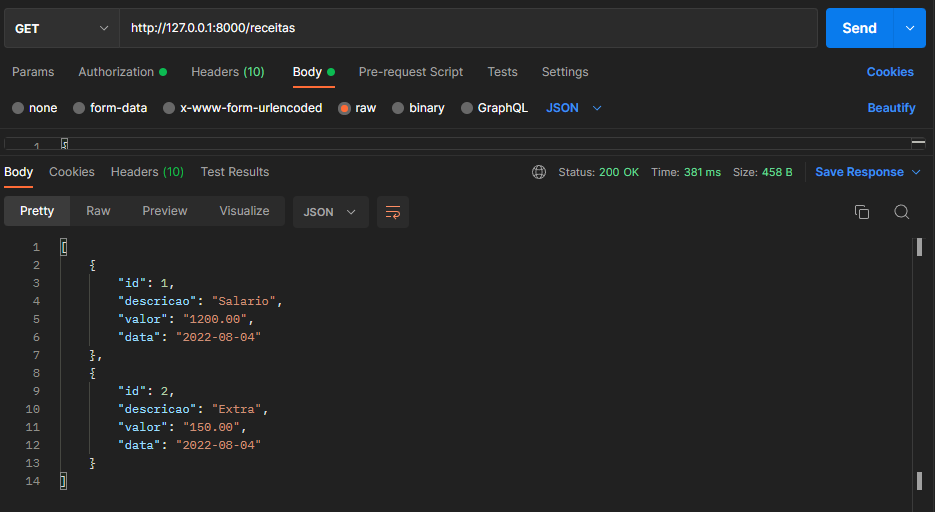 GET http://127.0.0.1:8000/receitas Send
Params Authorization Headers (10) Body Pre-request Script Tests Settings Cookies
none form-data x-www-form-urlencoded raw binary GraphQL JSON Beautify
1 {
Body Cookies Headers (10) Test Results Status: 200 OK Time: 381 ms Size: 458 B Save Response
Pretty Raw Preview Visualize JSON
1 [
2 {
3 "id": 1,
4 "descricao": "Salario",
5 "valor": "1200.00",
6 "data": "2022-08-04"
7 },
8 {
9 "id": 2,
10 "descricao": "Extra",
11 "valor": "150.00",
12 "data": "2022-08-04"
13 }
14 ]